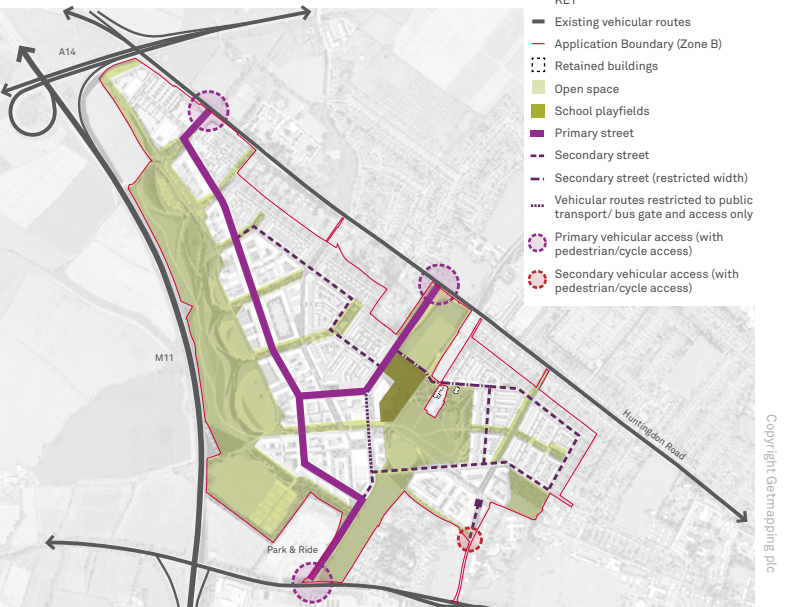 KEY
Existing vehicular routes
Application Boundary (Zone B)
Retained buildings
Open space
School playfields
Primary street
Secondary street
Secondary street (restricted width)
Vehicular routes restricted to public
transport/ bus gate and access only
Primary vehicular access (with
pedestrian/cycle access)
Secondary vehicular access (with
pedestrian/cycle access)
A14
M11
Huntingdon Road
Park & Ride
Copyright Getmapping plc